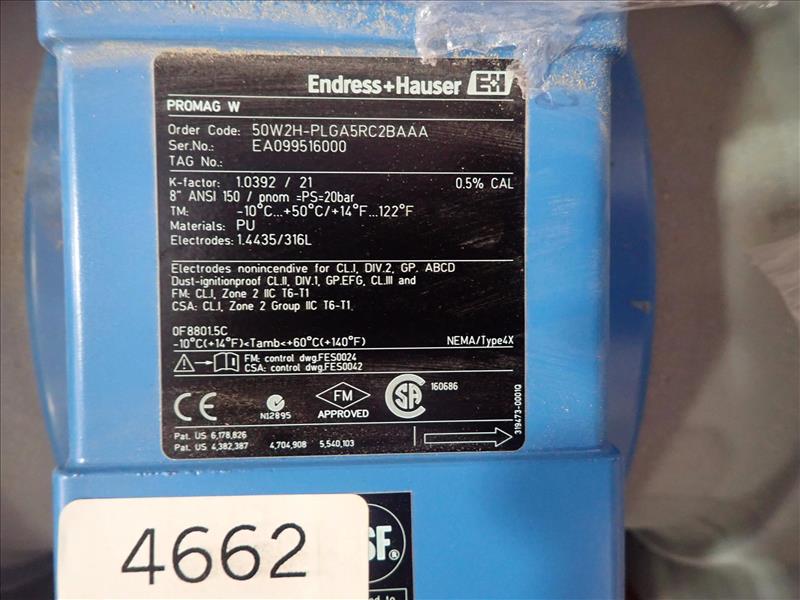 Endress+Hauser E+H
PROMAG W
Order Code: 50W2H-PLGA5RC2BAAA
Ser.No.: EA099516000
TAG No.:
K-factor: 1.0392 / 21 0.5% CAL
8" ANSI 150 / pnom =PS=20bar
TM: -10°C...+50°C/+14°F...122°F
Materials: PU
Electrodes: 1.4435/316L
Electrodes nonincendive for CL.I, DIV.2, GP. ABCD
Dust-ignitionproof CL.II, DIV.1, GP.EFG, CL.III and
FM: CL.I, Zone 2 IIC T6-T1
CSA: CL.I, Zone 2 Group IIC T6-T1
0F8801.5C
-10°C(+14°F)<Tamb<+60°C(+140°F) NEMA/Type4X
FM: control dwg.FES0024
CSA: control dwg.FES0042
CE N12895 FM APPROVED SA 160686
319473-0001Q
Pat. US 6,178,826
Pat. US 4,382,387 4,704,908 5,540,103
4662
SF®